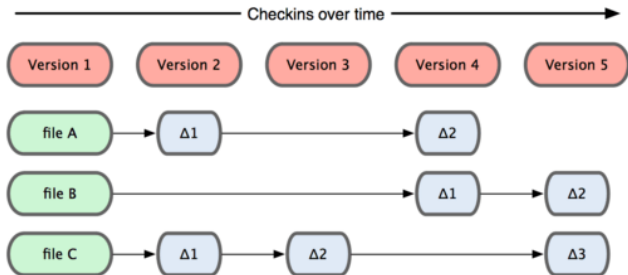 Checkins over time
Version 1 Version 2 Version 3 Version 4 Version 5
file A Δ1 Δ2
file B Δ1 Δ2
file C Δ1 Δ2 Δ3